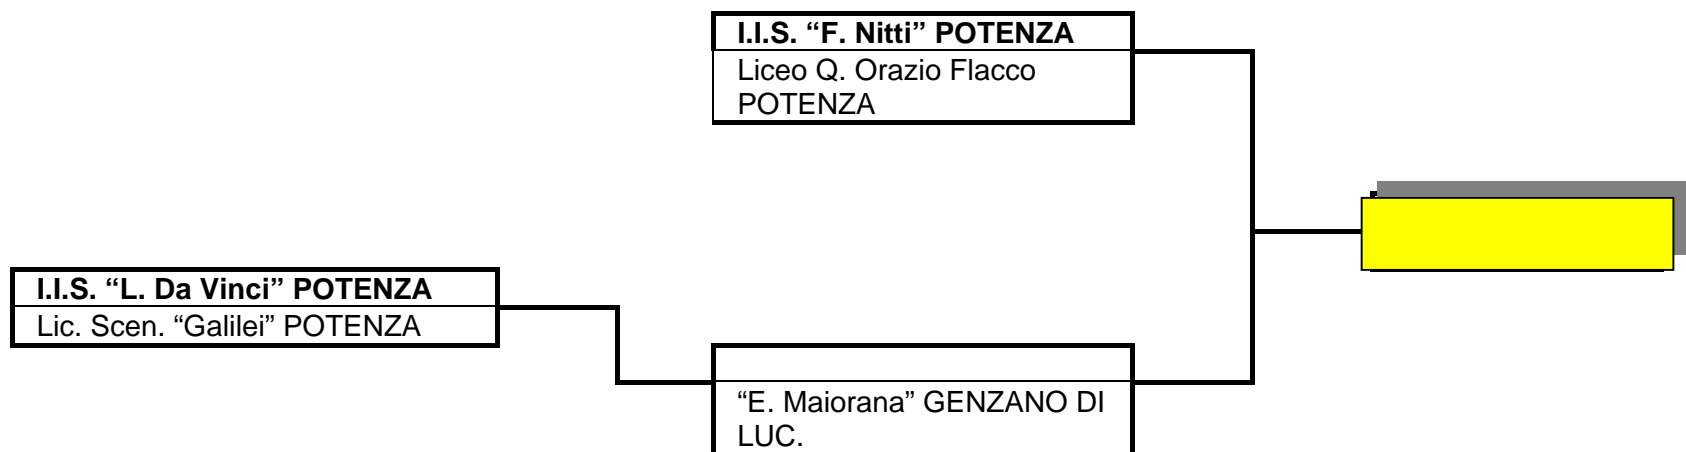 I.I.S. “F. Nitti” POTENZA
Liceo Q. Orazio Flacco
POTENZA
I.I.S. “L. Da Vinci” POTENZA
Lic. Scen. “Galilei” POTENZA
“E. Maiorana” GENZANO DI
LUC.